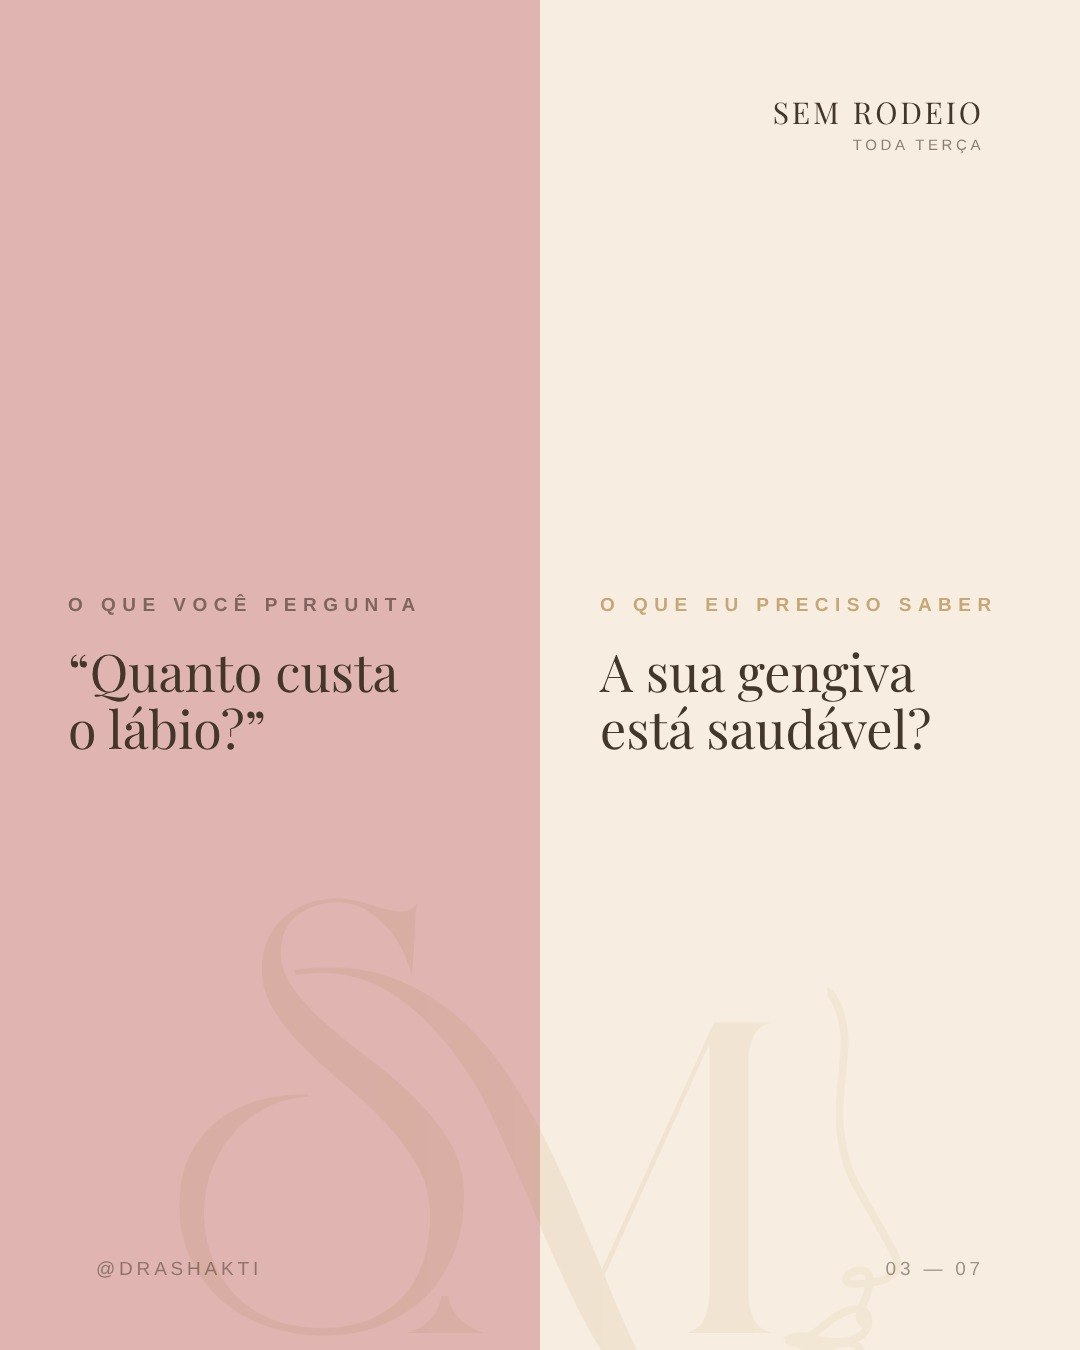 SEM RODEIO
TODA TERÇA
O QUE VOCÊ PERGUNTA
“Quanto custa
o lábio?”
O QUE EU PRECISO SABER
A sua gengiva
está saudável?
SM
@DRASHAKTI
03 — 07